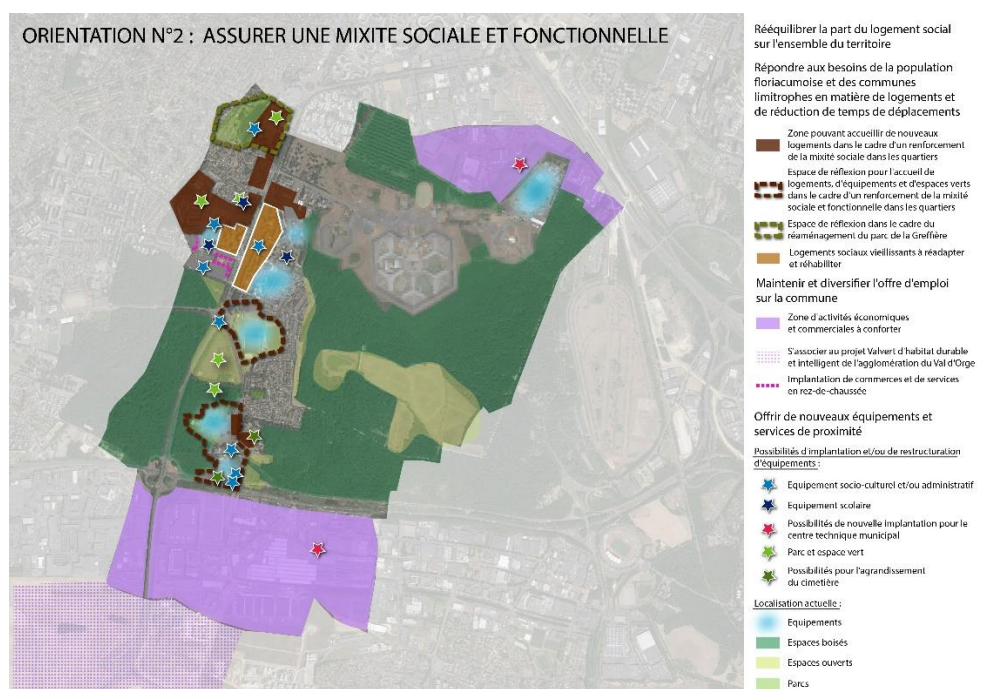 ORIENTATION N°2 : ASSURER UNE MIXITE SOCIALE ET FONCTIONNELLE
Rééquilibrer la part du logement social
sur l'ensemble du territoire
Répondre aux besoins de la population
floriacumoise et des communes
limitrophes en matière de logements et
de réduction de temps de déplacements
Zone pouvant accueillir de nouveaux
logements dans le cadre d'un renforcement
de la mixité sociale dans les quartiers
Espace de réflexion pour l'accueil de
logements, d'équipements et d'espaces verts
dans le cadre d'un renforcement de la mixité
sociale et fonctionnelle dans les quartiers
Espace de réflexion dans le cadre du
réaménagement du parc de la Greffière
Logements sociaux vieillissants à réadapter
et réhabiliter
Maintenir et diversifier l'offre d'emploi
sur la commune
Zone d'activités économiques
et commerciales à conforter
S'associer au projet Valvert d'habitat durable
et intelligent de l'agglomération du Val d'Orge
Implantation de commerces et de services
en rez-de-chaussée
Offrir de nouveaux équipements et
services de proximité
Possibilités d'implantation et/ou de restructuration
d'équipements :
Equipement socio-culturel et/ou administratif
Equipement scolaire
Possibilités de nouvelle implantation pour le
centre technique municipal
Parc et espace vert
Possibilités pour l'agrandissement
du cimetière
Localisation actuelle :
Equipements
Espaces boisés
Espaces ouverts
Parcs